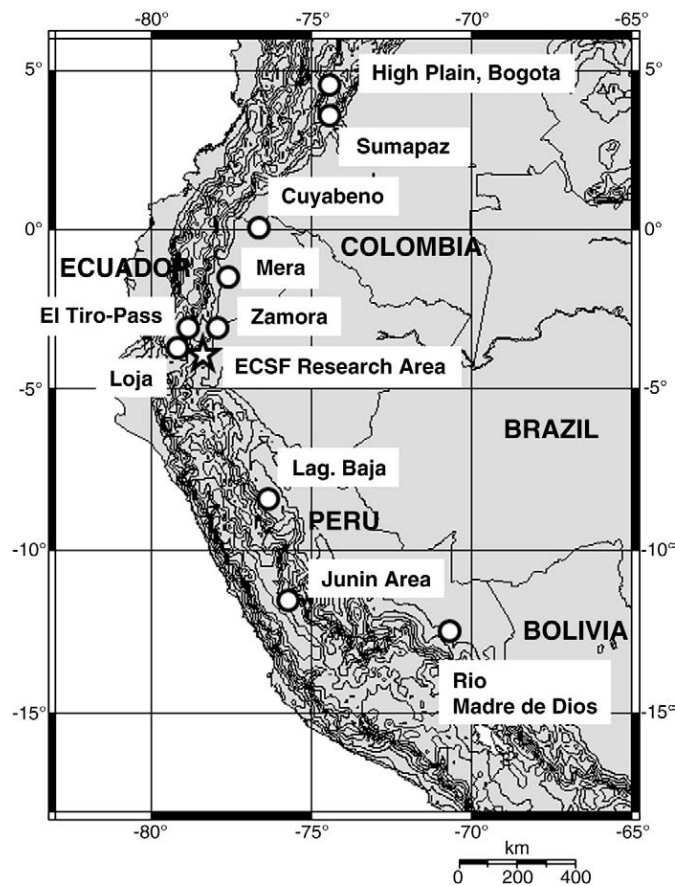 -80°
-75°
-70°
-65°
5°
5°
High Plain, Bogota
Sumapaz
Cuyabeno
0°
0°
COLOMBIA
ECUADOR
Mera
El Tiro-Pass
Zamora
ECSF Research Area
Loja
-5°
-5°
BRAZIL
Lag. Baja
PERU
-10°
-10°
Junin Area
BOLIVIA
Rio
Madre de Dios
-15°
-15°
-80°
-75°
-70°
-65°
km
0 200 400